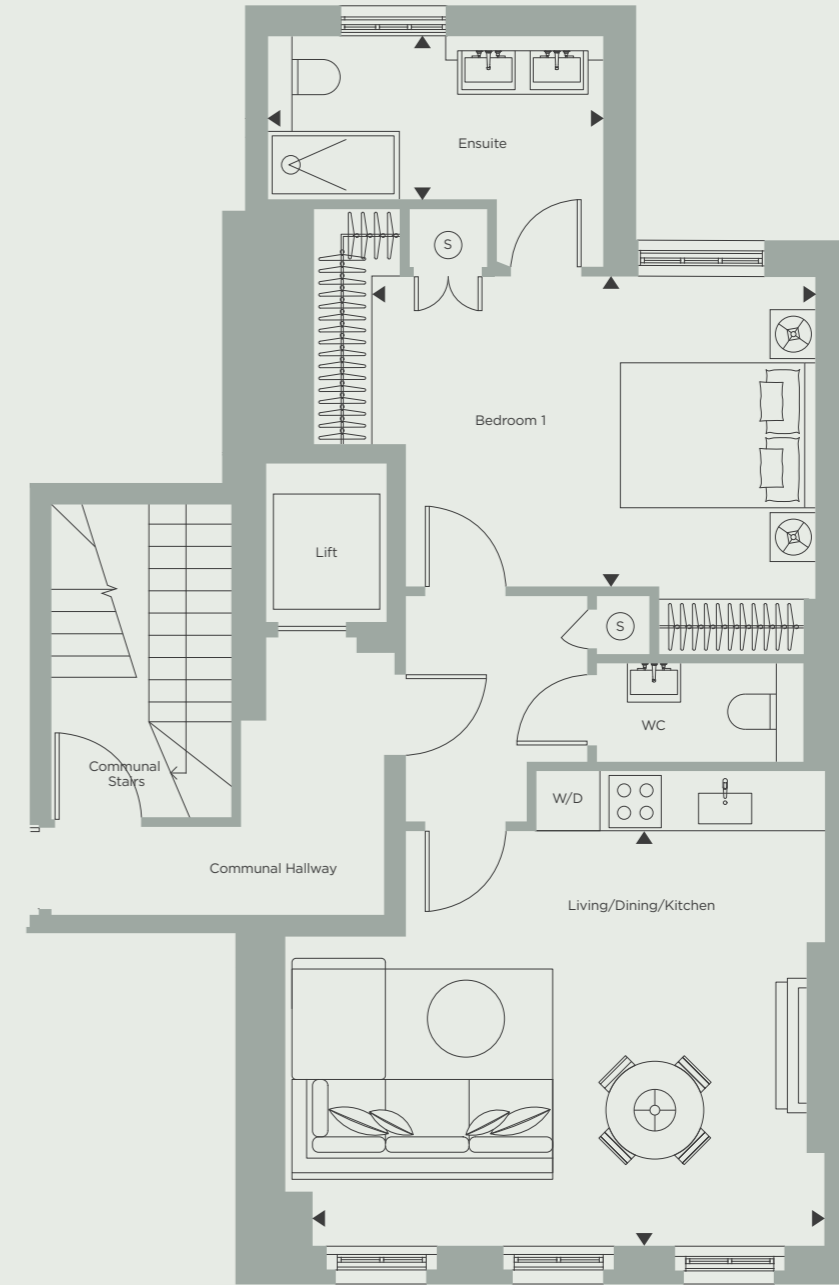 Ensuite
S
Bedroom 1
Lift
S
WC
Communal
Stairs
W/D
Communal Hallway
Living/Dining/Kitchen